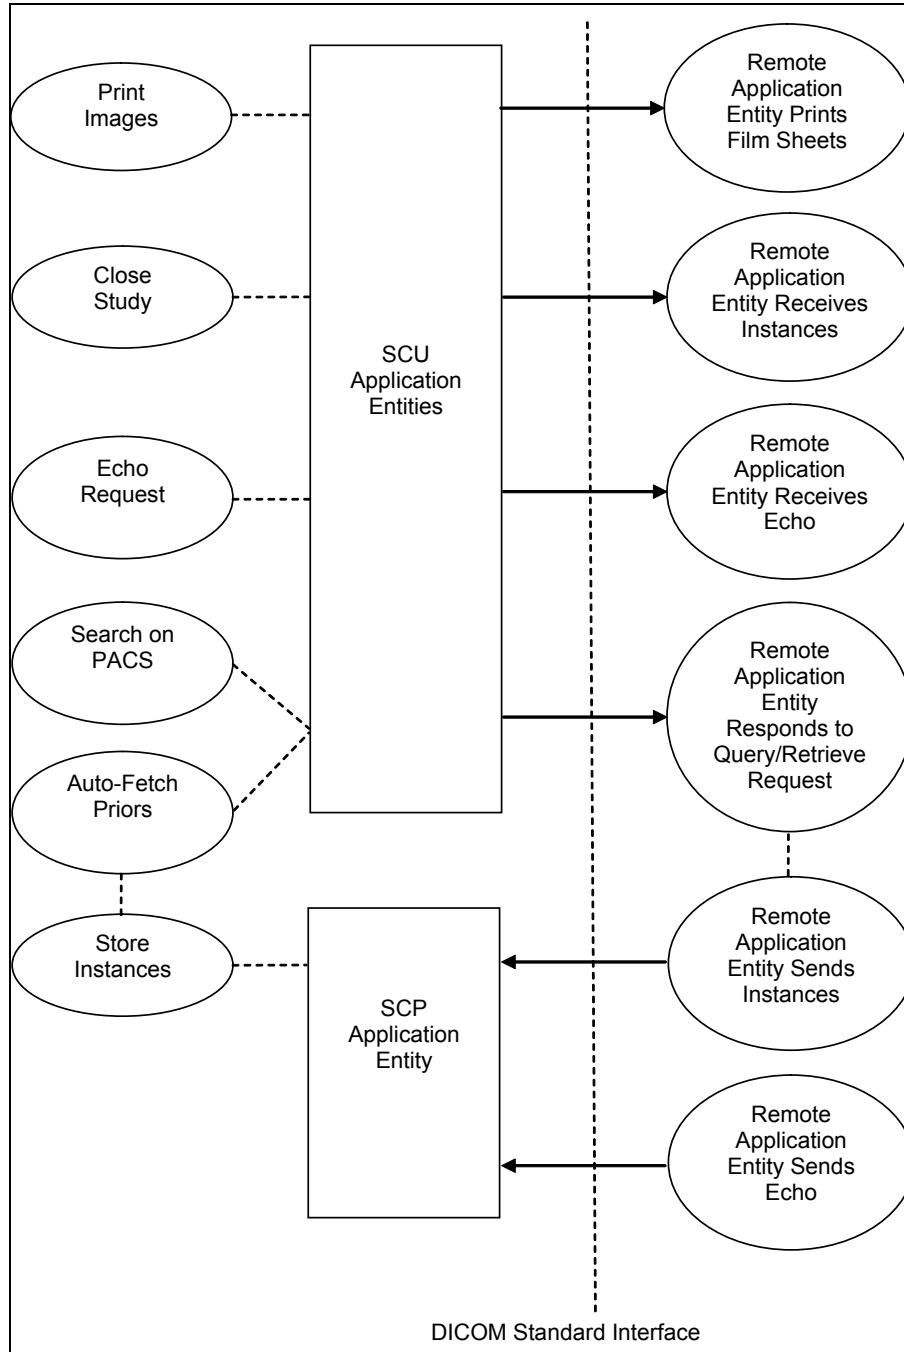 Print
Images
Remote
Application
Entity Prints
Film Sheets
Close
Study
Remote
Application
Entity Receives
Instances
SCU
Application
Entities
Echo
Request
Remote
Application
Entity Receives
Echo
Search on
PACS
Remote
Application
Entity
Responds to
Query/Retrieve
Request
Auto-Fetch
Priors
Store
Instances
Remote
Application
Entity Sends
Instances
SCP
Application
Entity
Remote
Application
Entity Sends
Echo
DICOM Standard Interface